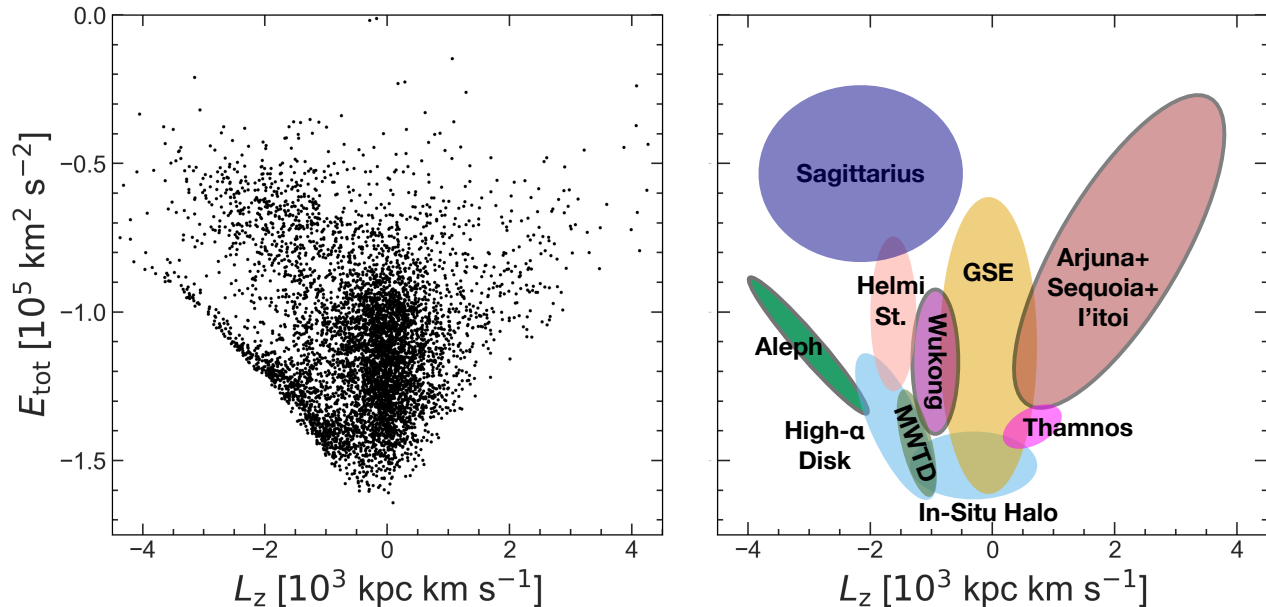 0.0
−0.5
−1.0
−1.5
E_tot [10^5 km^2 s^−2]
−4
−2
0
2
4
L_z [10^3 kpc km s^−1]
Sagittarius
Helmi
St.
GSE
Arjuna+
Sequoia+
I'itoi
Aleph
Wukong
High-α
Disk
MWTD
Thamnos
In-Situ Halo
−4
−2
0
2
4
L_z [10^3 kpc km s^−1]